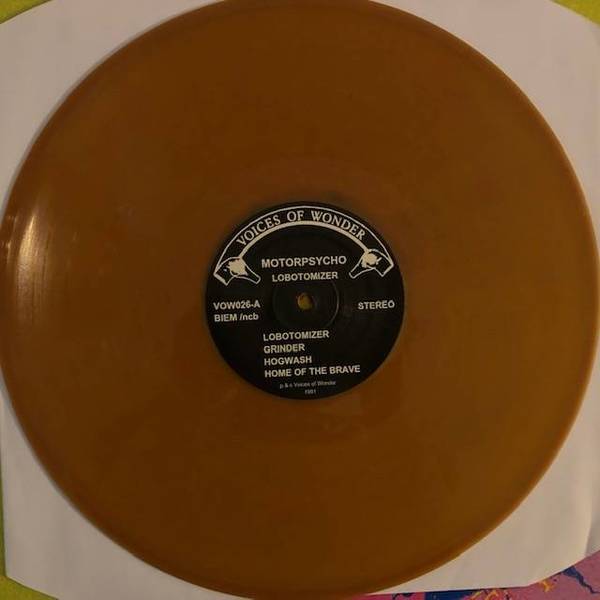 VOICES OF WONDER
MOTORPSYCHO
LOBOTOMIZER
VOW026-A
BIEM /ncb
STEREO
LOBOTOMIZER
GRINDER
HOGWASH
HOME OF THE BRAVE
p & c Voices of Wonder
1991